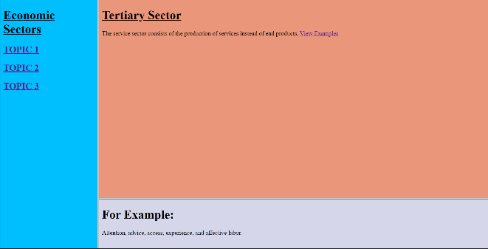 Economic
Sectors
TOPIC 1
TOPIC 2
TOPIC 3
Tertiary Sector
The service sector consists of the production of services instead of end products. View Examples
For Example:
Attention, advice, access, experience, and affective labor.